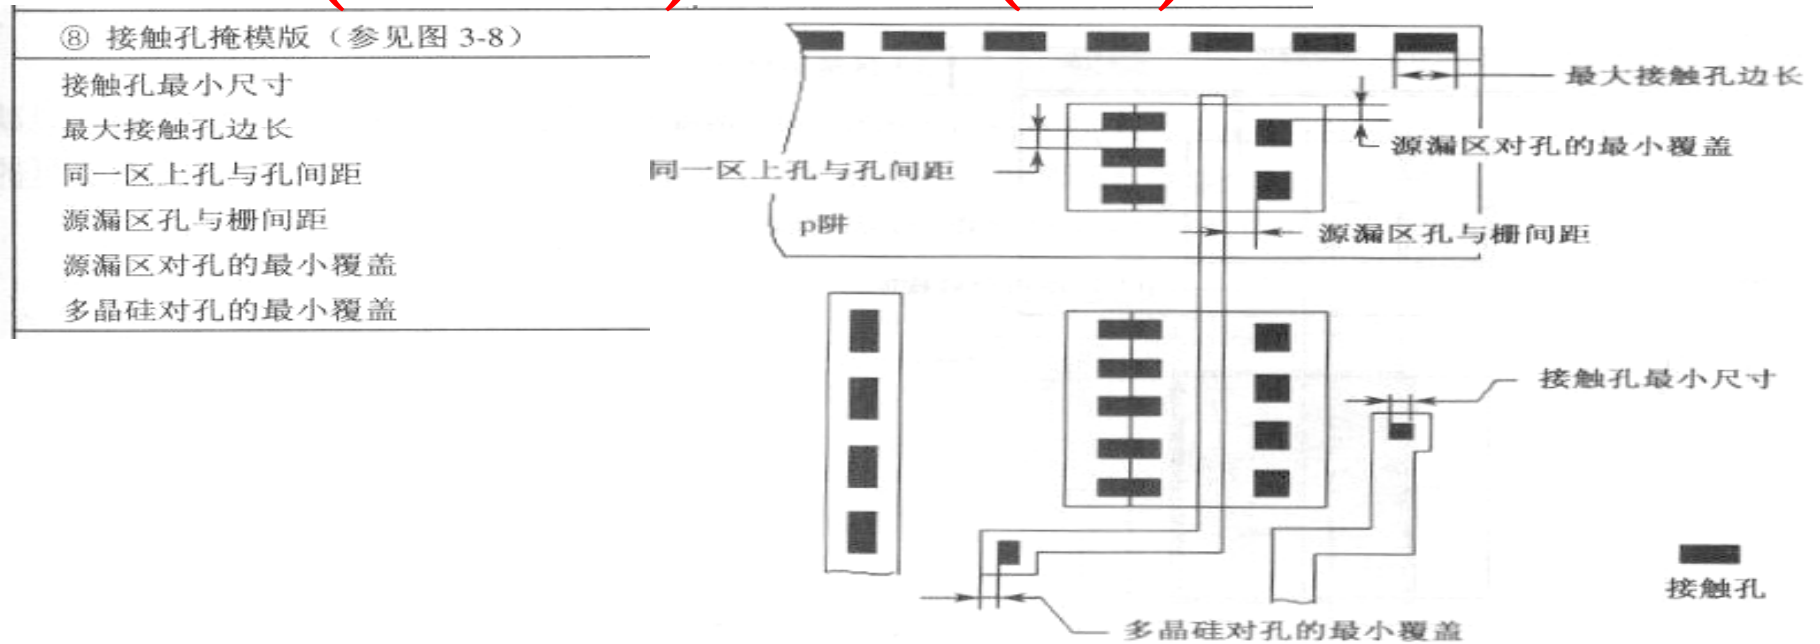 ⑧ 接触孔掩模版（参见图 3-8）
接触孔最小尺寸
最大接触孔边长
同一区上孔与孔间距
源漏区孔与栅间距
源漏区对孔的最小覆盖
多晶硅对孔的最小覆盖
最大接触孔边长
源漏区对孔的最小覆盖
同一区上孔与孔间距
p阱
源漏区孔与栅间距
接触孔最小尺寸
接触孔
多晶硅对孔的最小覆盖